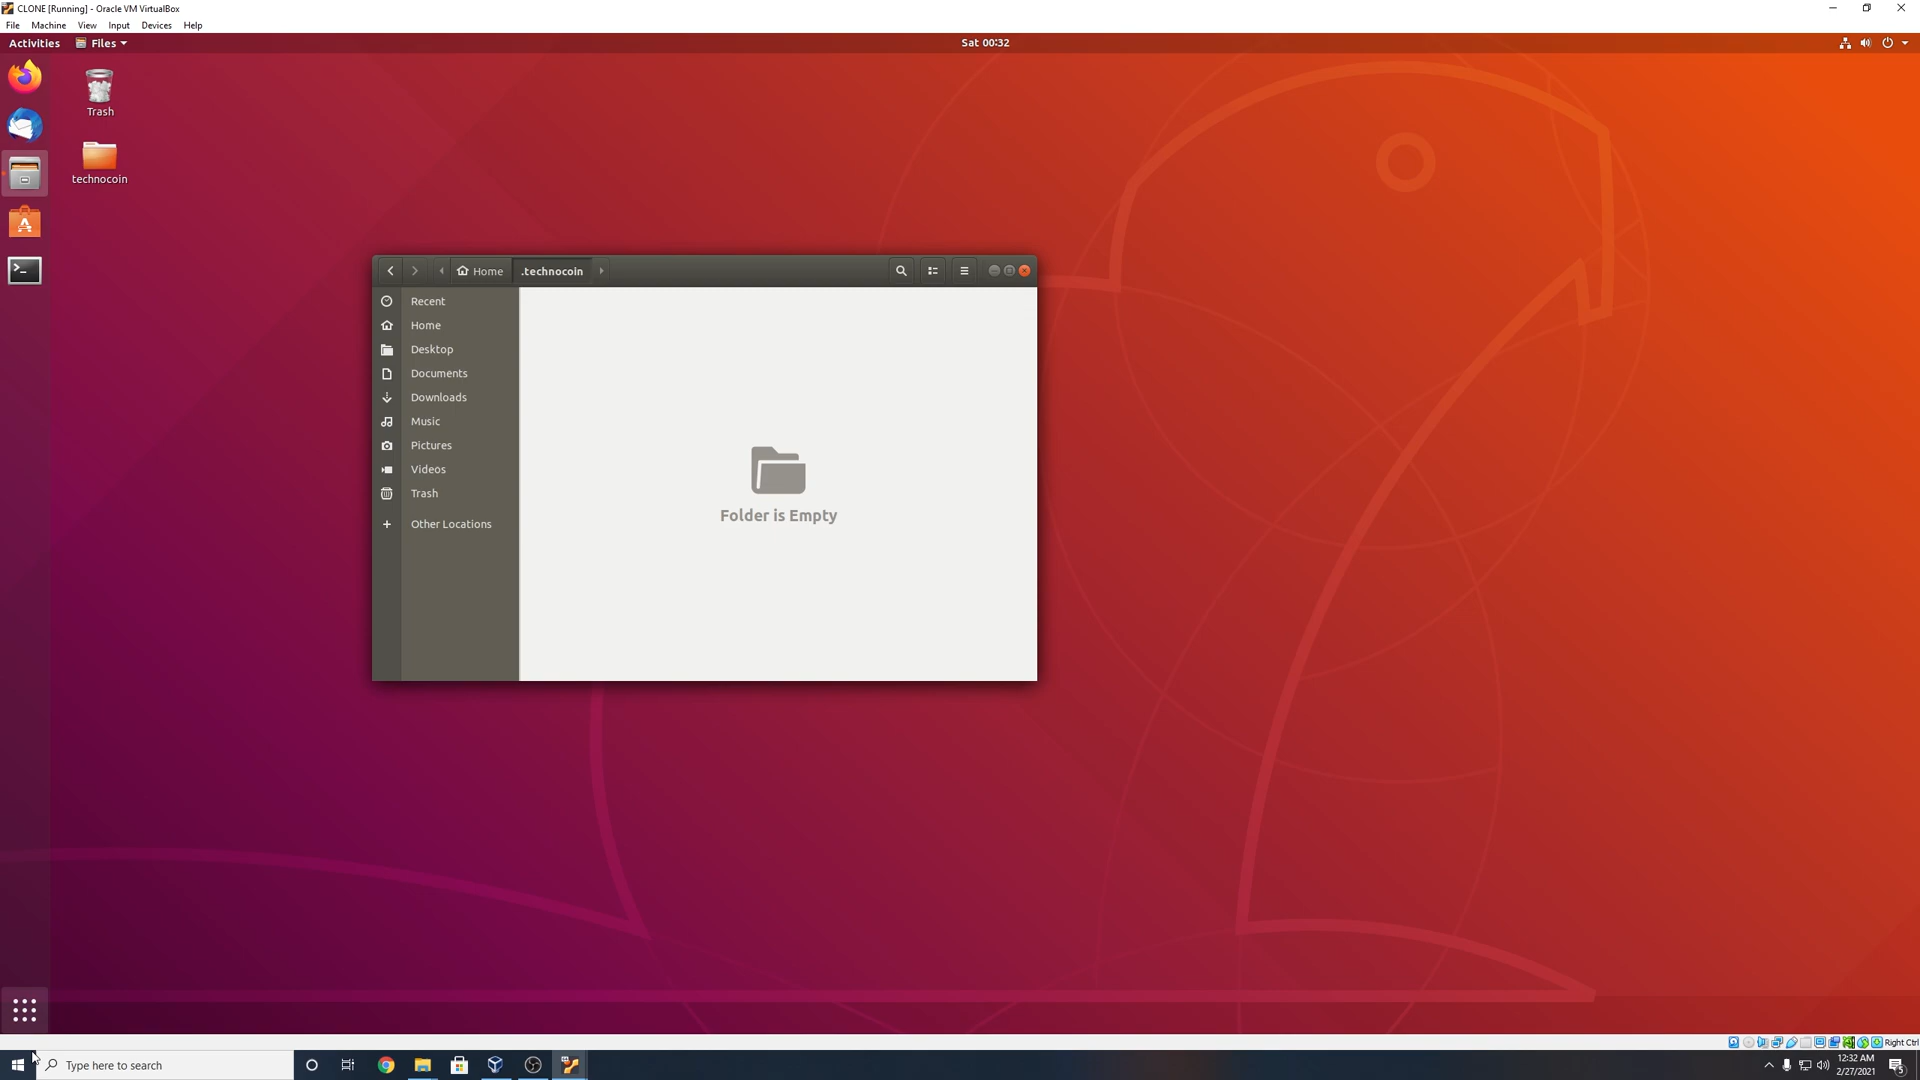 CLONE [Running] - Oracle VM VirtualBox
File Machine View Input Devices Help
Activities Files Sat 00:32
Trash
technocoin
Home .technocoin
Recent
Home
Desktop
Documents
Downloads
Music
Pictures
Videos
Trash
Other Locations
Folder is Empty
Right Ctrl
Type here to search
12:32 AM
2/27/2021
5